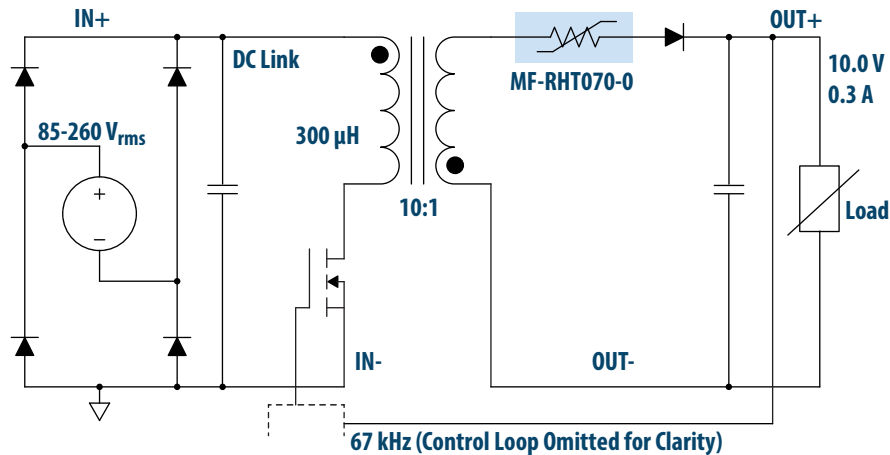 IN+
OUT+
DC Link
MF-RHT070-0
10.0 V
0.3 A
85-260 Vrms
300 μH
+
−
10:1
Load
IN-
OUT-
67 kHz (Control Loop Omitted for Clarity)